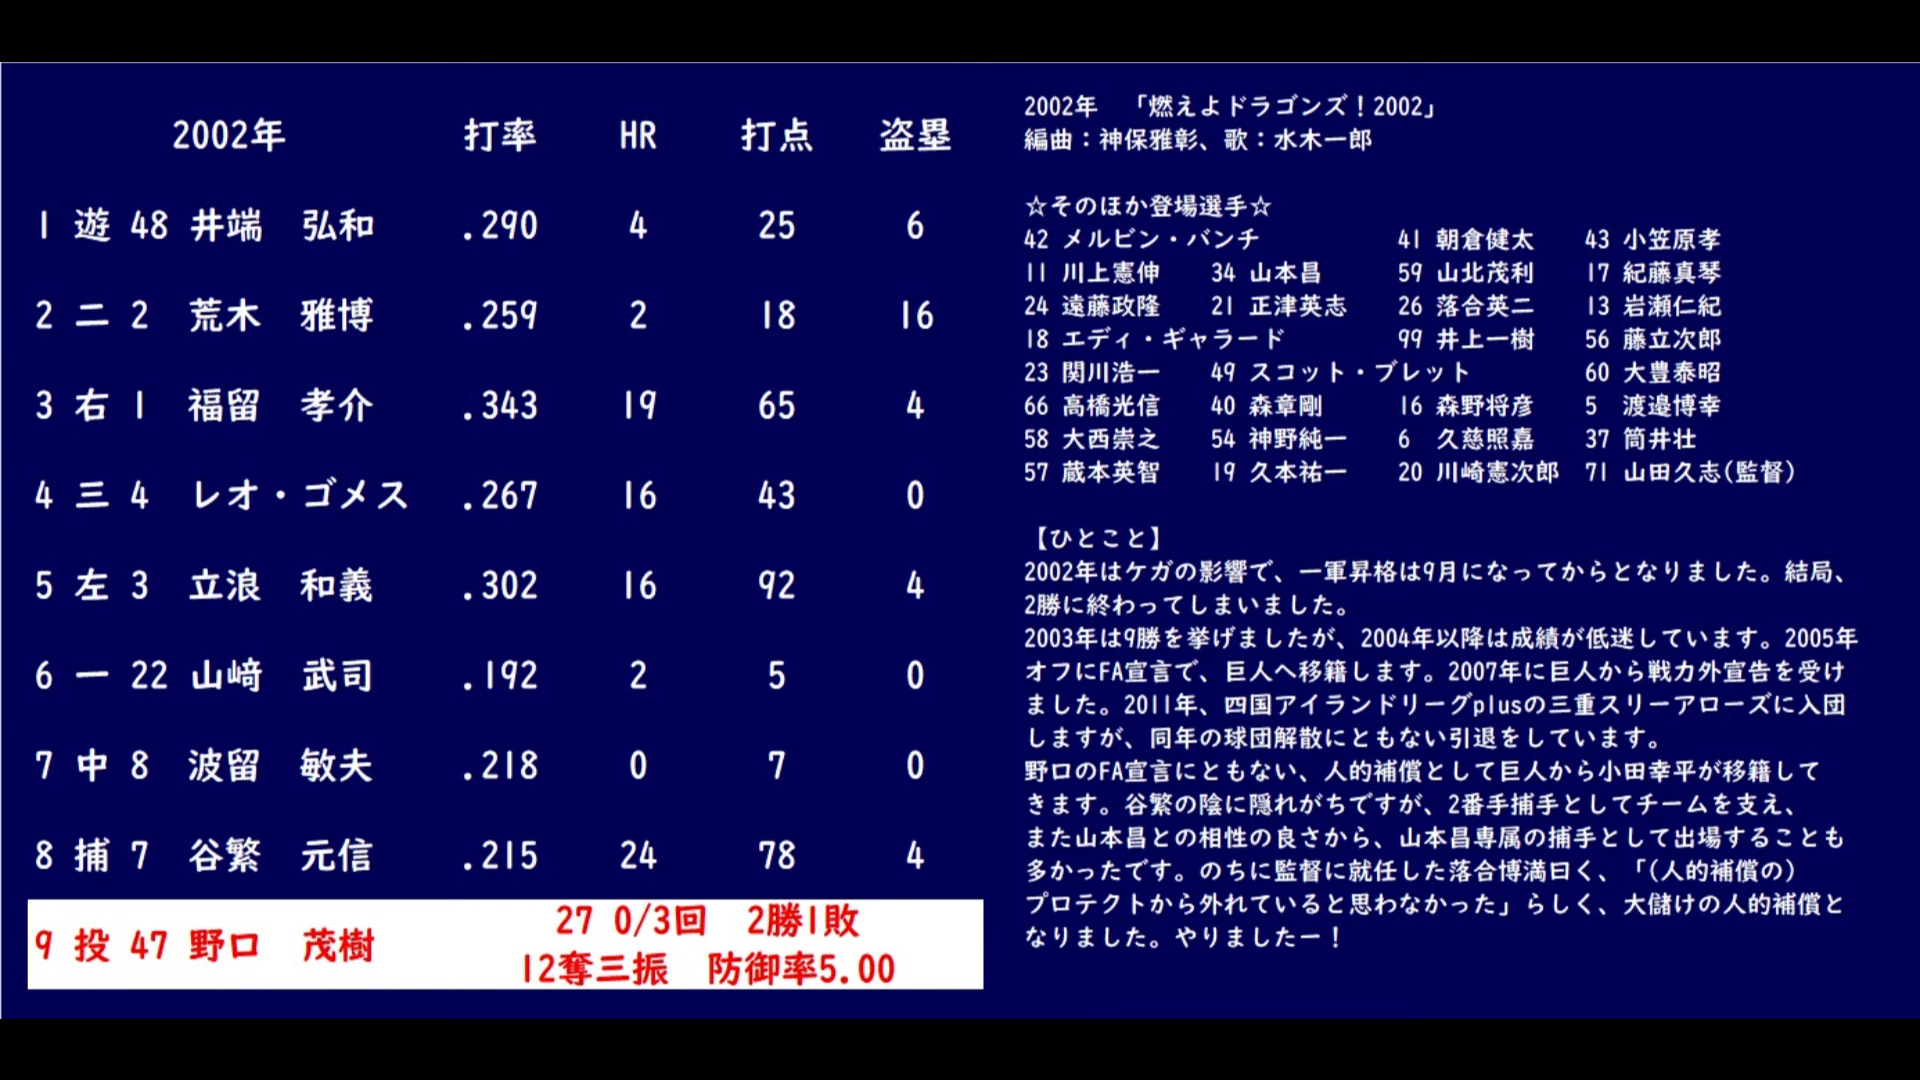 2002年 打率 HR 打点 盗塁
1 遊 48 井端 弘和 .290 4 25 6
2 二 2 荒木 雅博 .259 2 18 16
3 右 1 福留 孝介 .343 19 65 4
4 三 4 レオ・ゴメス .267 16 43 0
5 左 3 立浪 和義 .302 16 92 4
6 一 22 山﨑 武司 .192 2 5 0
7 中 8 波留 敏夫 .218 0 7 0
8 捕 7 谷繁 元信 .215 24 78 4
9 投 47 野口 茂樹 27 0/3回 2勝1敗
12奪三振 防御率5.00
2002年 「燃えよドラゴンズ！2002」
編曲：神保雅彰、歌：水木一郎
☆そのほか登場選手☆
42 メルビン・バンチ 41 朝倉健太 43 小笠原孝
11 川上憲伸 34 山本昌 59 山北茂利 17 紀藤真琴
24 遠藤政隆 21 正津英志 26 落合英二 13 岩瀬仁紀
18 エディ・ギャラード 99 井上一樹 56 藤立次郎
23 関川浩一 49 スコット・ブレット 60 大豊泰昭
66 高橋光信 40 森章剛 16 森野将彦 5 渡邉博幸
58 大西崇之 54 神野純一 6 久慈照嘉 37 筒井壮
57 蔵本英智 19 久本祐一 20 川崎憲次郎 71 山田久志(監督)
【ひとこと】
2002年はケガの影響で、一軍昇格は9月になってからとなりました。結局、
2勝に終わってしまいました。
2003年は9勝を挙げましたが、2004年以降は成績が低迷しています。2005年
オフにFA宣言で、巨人へ移籍します。2007年に巨人から戦力外宣告を受け
ました。2011年、四国アイランドリーグplusの三重スリーアローズに入団
しますが、同年の球団解散にともない引退をしています。
野口のFA宣言にともない、人的補償として巨人から小田幸平が移籍して
きます。谷繁の陰に隠れがちですが、2番手捕手としてチームを支え、
また山本昌との相性の良さから、山本昌専属の捕手として出場することも
多かったです。のちに監督に就任した落合博満曰く、「(人的補償の)
プロテクトから外れていると思わなかった」らしく、大儲けの人的補償と
なりました。やりましたー！